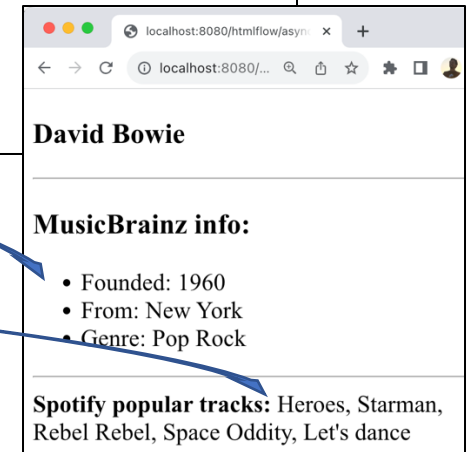 localhost:8080/htmlflow/asyn
localhost:8080/...
David Bowie
MusicBrainz info:
• Founded: 1960
• From: New York
• Genre: Pop Rock
Spotify popular tracks: Heroes, Starman,
Rebel Rebel, Space Oddity, Let's dance